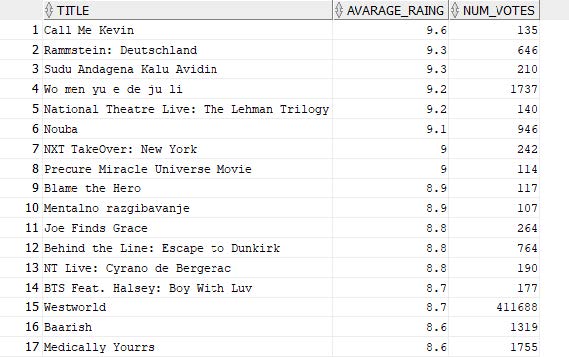 TITLE AVARAGE_RAING NUM_VOTES
1 Call Me Kevin 9.6 135
2 Rammstein: Deutschland 9.3 646
3 Sudu Andagena Kalu Avidin 9.3 210
4 Wo men yu e de ju li 9.2 1737
5 National Theatre Live: The Lehman Trilogy 9.2 140
6 Nouba 9.1 946
7 NXT TakeOver: New York 9 242
8 Precure Miracle Universe Movie 9 114
9 Blame the Hero 8.9 117
10 Mentalno razgibavanje 8.9 107
11 Joe Finds Grace 8.8 264
12 Behind the Line: Escape to Dunkirk 8.8 764
13 NT Live: Cyrano de Bergerac 8.8 190
14 BTS Feat. Halsey: Boy With Luv 8.7 177
15 Westworld 8.7 411688
16 Baarish 8.6 1319
17 Medically Yourrs 8.6 1755